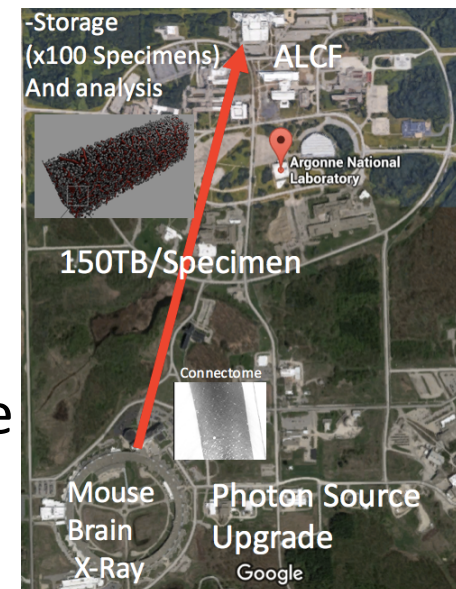 -Storage
(x100 Specimens)
And analysis
ALCF
Argonne National
Laboratory
150TB/Specimen
Connectome
e
Mouse
Brain
X-Ray
Photon Source
Upgrade
Google